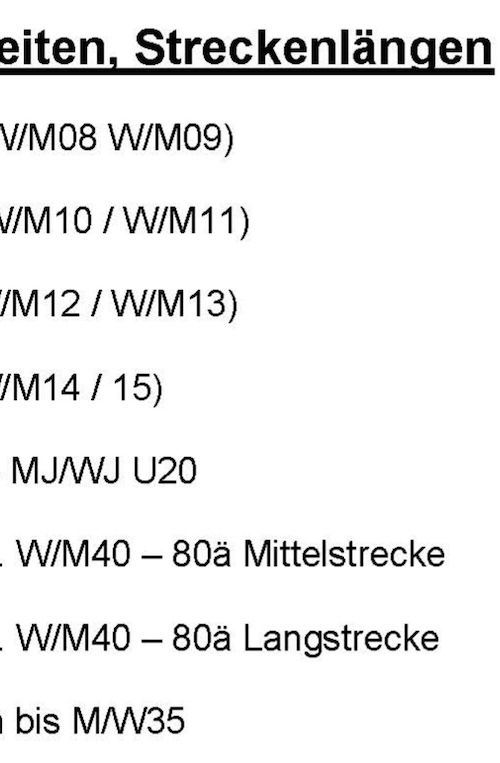 eiten, Streckenlängen
W/M08 W/M09)
W/M10 / W/M11)
W/M12 / W/M13)
W/M14 / 15)
MJ/WJ U20
. W/M40 – 80ä Mittelstrecke
. W/M40 – 80ä Langstrecke
bis M/W35